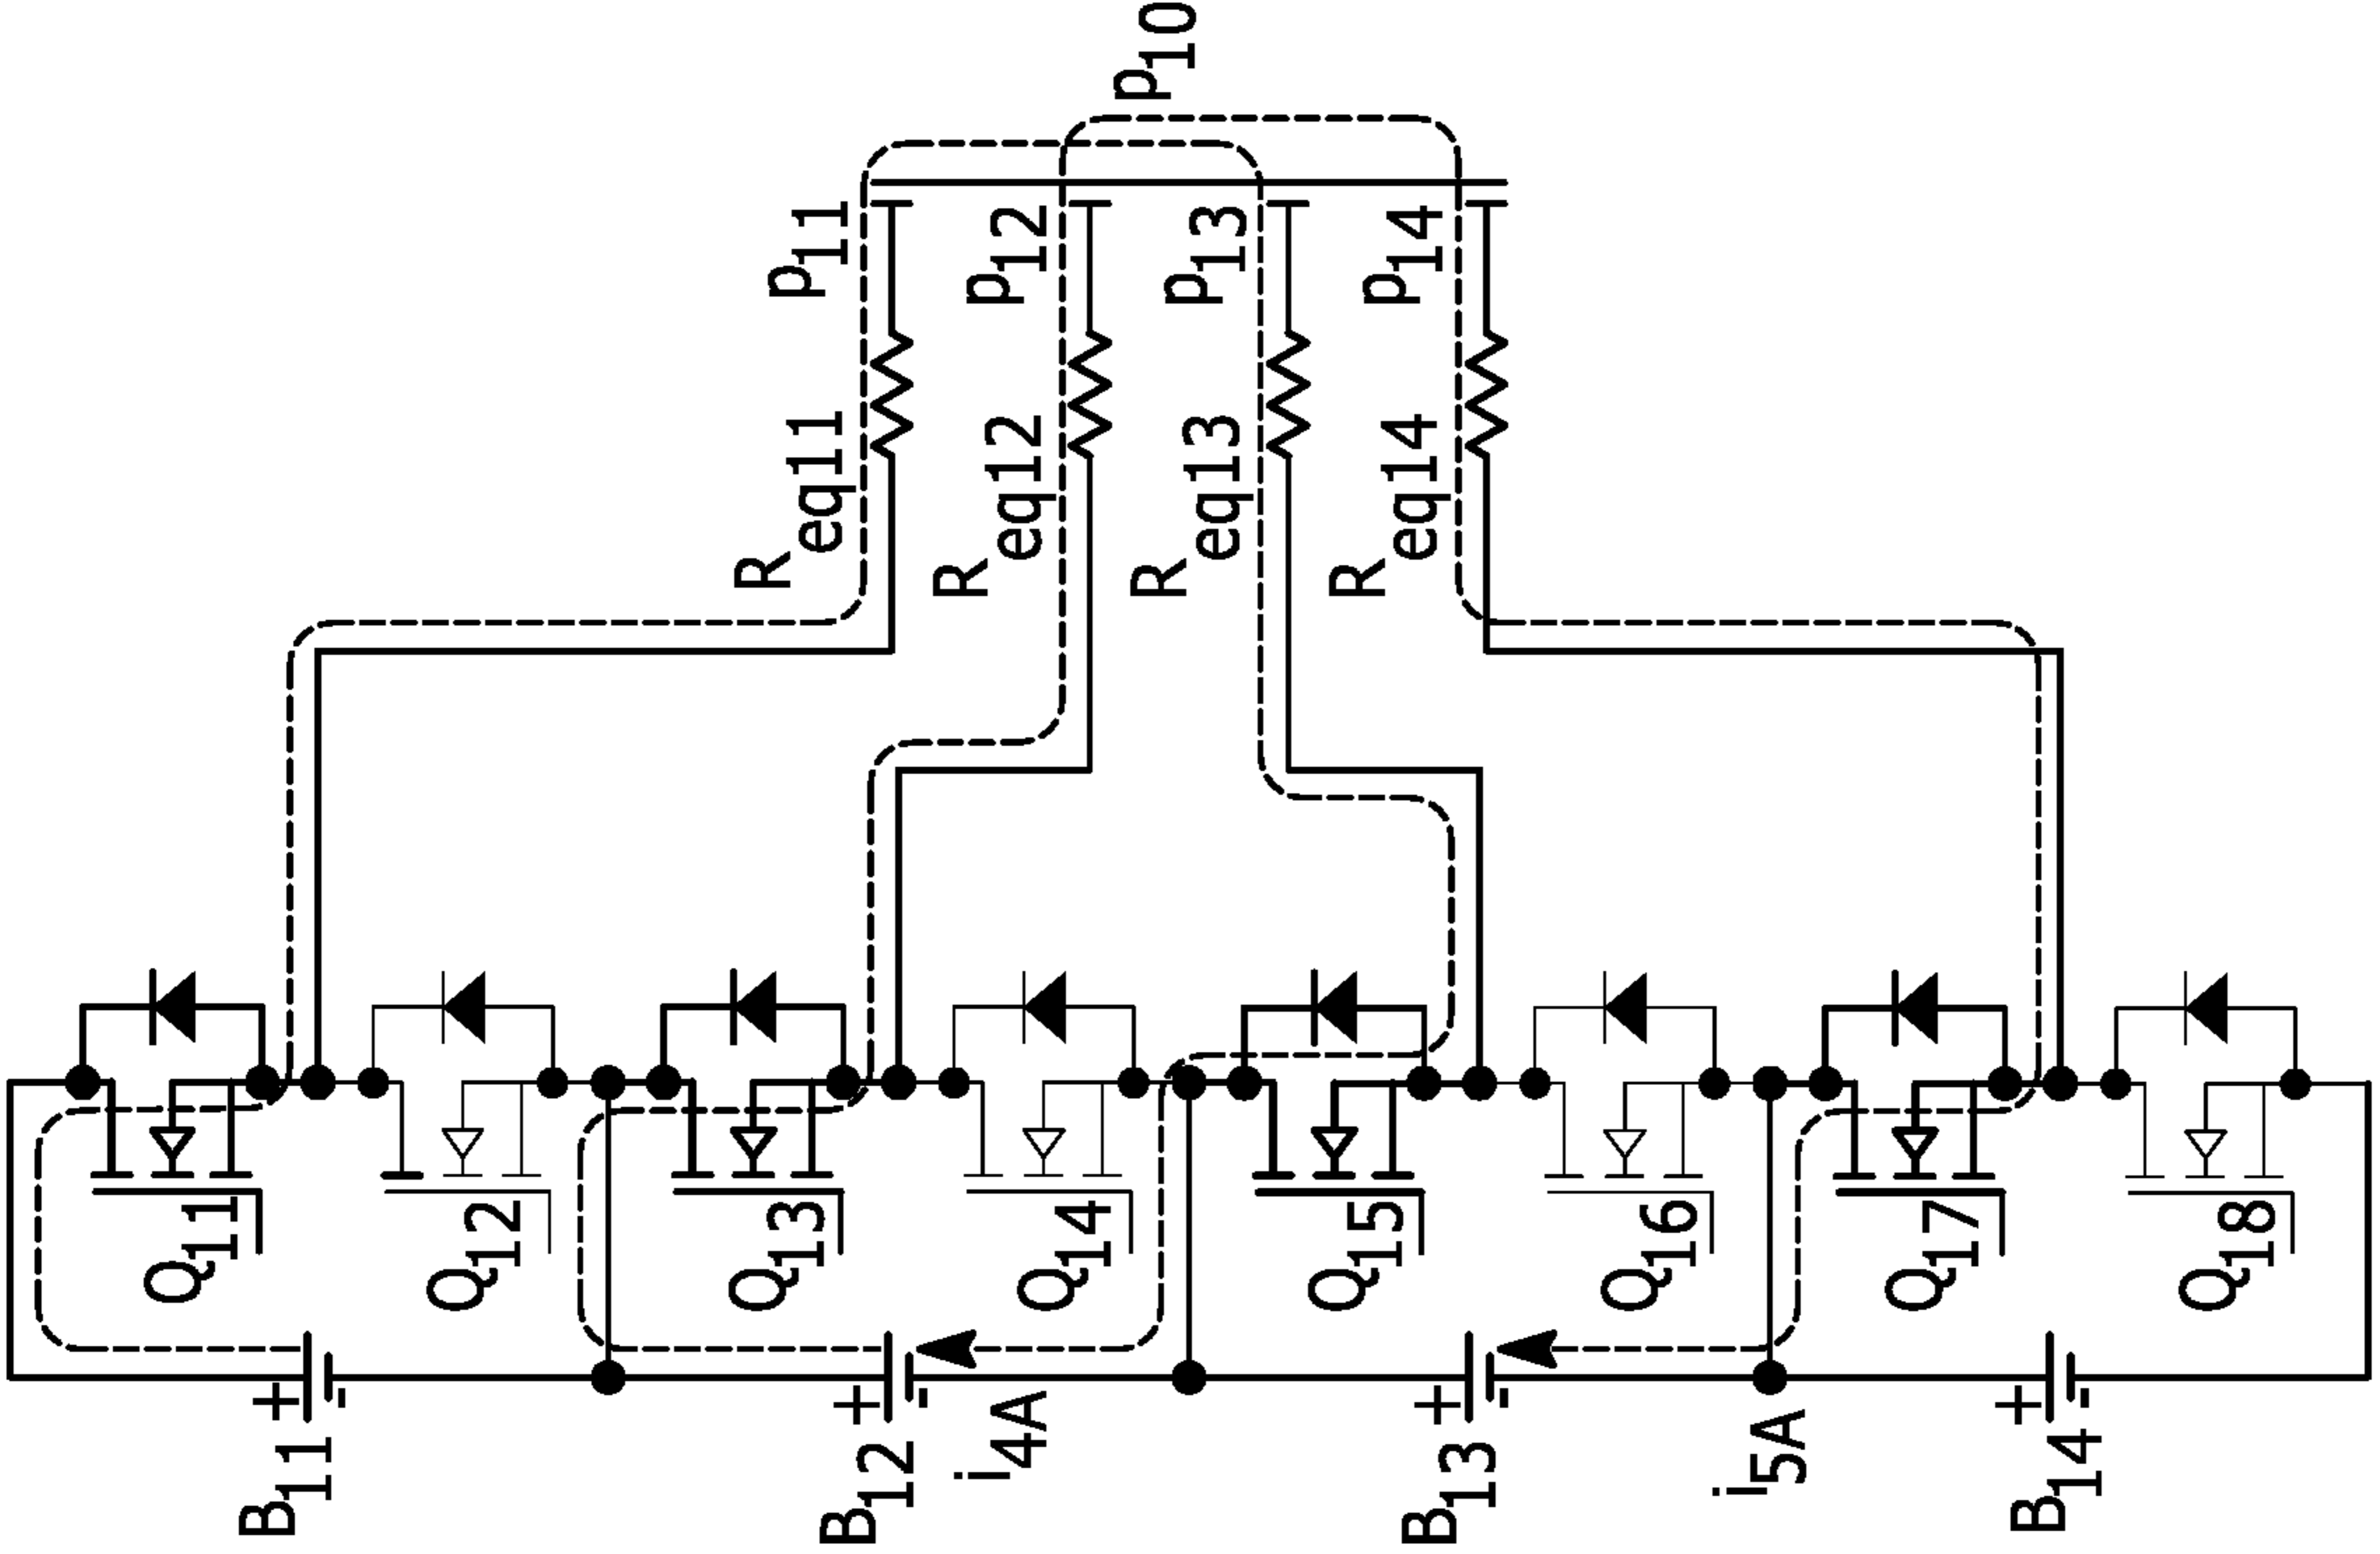 p10
p11
p12
p13
p14
Req11
Req12
Req13
Req14
Q11
Q12
Q13
Q14
Q15
Q16
Q17
Q18
+
-
+
-
+
-
+
-
B11
B12
i4A
B13
i5A
B14